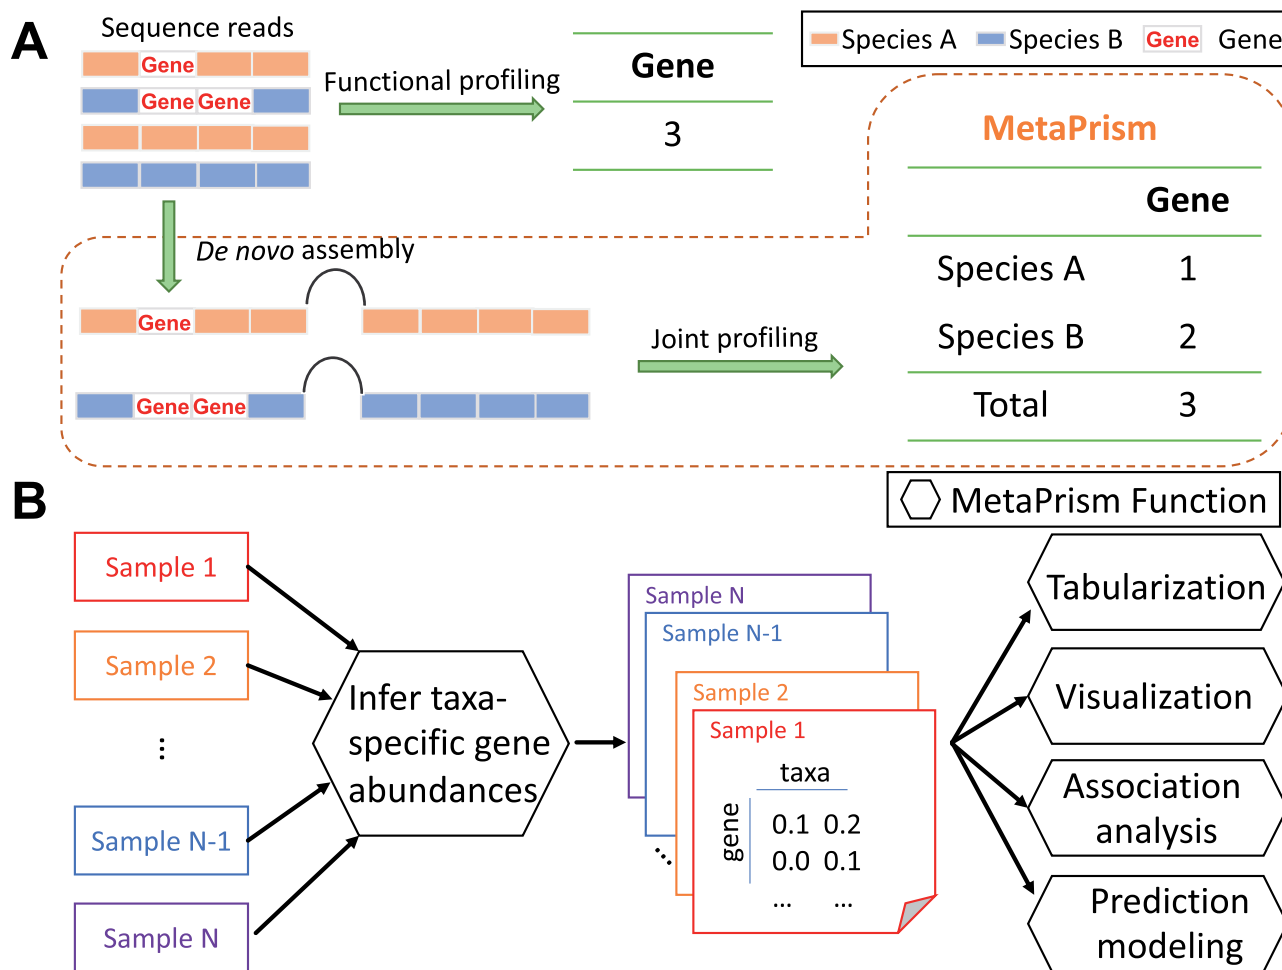 A
Sequence reads
Gene
Gene Gene
Functional profiling
Gene
3
Species A Species B Gene Gene
De novo assembly
Gene
Gene Gene
Joint profiling
MetaPrism
Gene
Species A 1
Species B 2
Total 3
B
MetaPrism Function
Sample 1
Sample 2
...
Sample N-1
Sample N
Infer taxa-
specific gene
abundances
Sample N
Sample N-1
...
Sample 2
Sample 1
taxa
gene
0.1 0.2
0.0 0.1
... ...
Tabularization
Visualization
Association
analysis
Prediction
modeling